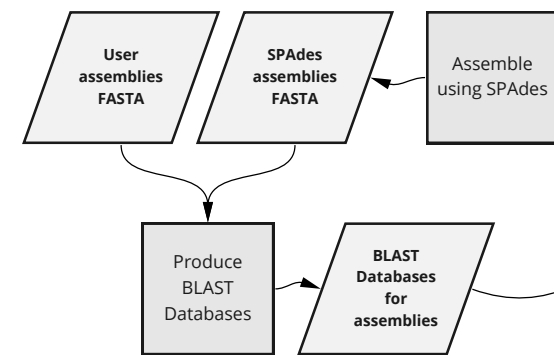 User
assemblies
FASTA
SPAdes
assemblies
FASTA
Assemble
using SPAdes
Produce
BLAST
Databases
BLAST
Databases
for
assemblies